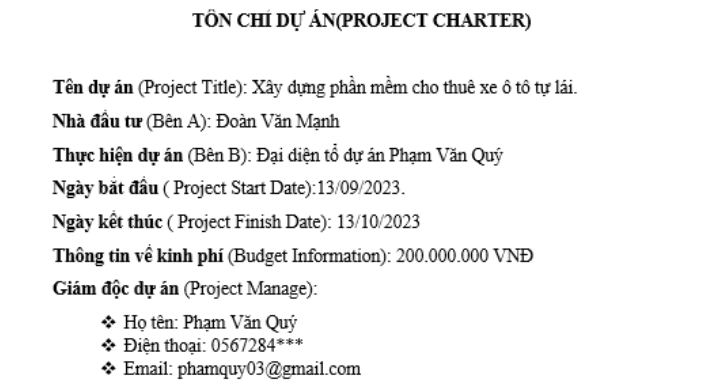 TÔN CHỈ DỰ ÁN(PROJECT CHARTER)
Tên dự án (Project Title): Xây dựng phần mềm cho thuê xe ô tô tự lái.
Nhà đầu tư (Bên A): Đoàn Văn Mạnh
Thực hiện dự án (Bên B): Đại diện tổ dự án Phạm Văn Quý
Ngày bắt đầu ( Project Start Date):13/09/2023.
Ngày kết thúc ( Project Finish Date): 13/10/2023
Thông tin về kinh phí (Budget Information): 200.000.000 VNĐ
Giám độc dự án (Project Manage):
❖ Họ tên: Phạm Văn Quý
❖ Điện thoại: 0567284***
❖ Email: phamquy03@gmail.com